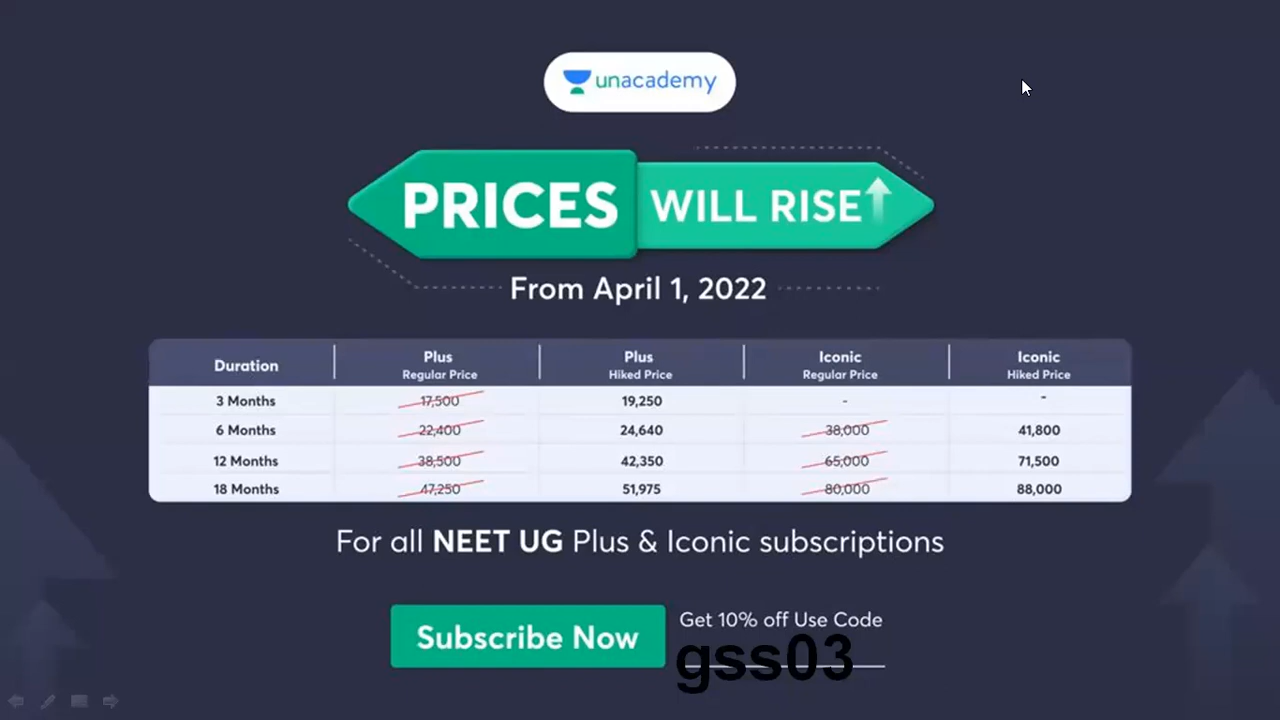 unacademy
PRICES WILL RISE
From April 1, 2022
Duration Plus Regular Price Plus Hiked Price Iconic Regular Price Iconic Hiked Price
3 Months 17,500 19,250 - -
6 Months 22,400 24,640 38,000 41,800
12 Months 38,500 42,350 65,000 71,500
18 Months 47,250 51,975 80,000 88,000
For all NEET UG Plus & Iconic subscriptions
Subscribe Now
Get 10% off Use Code
gss03